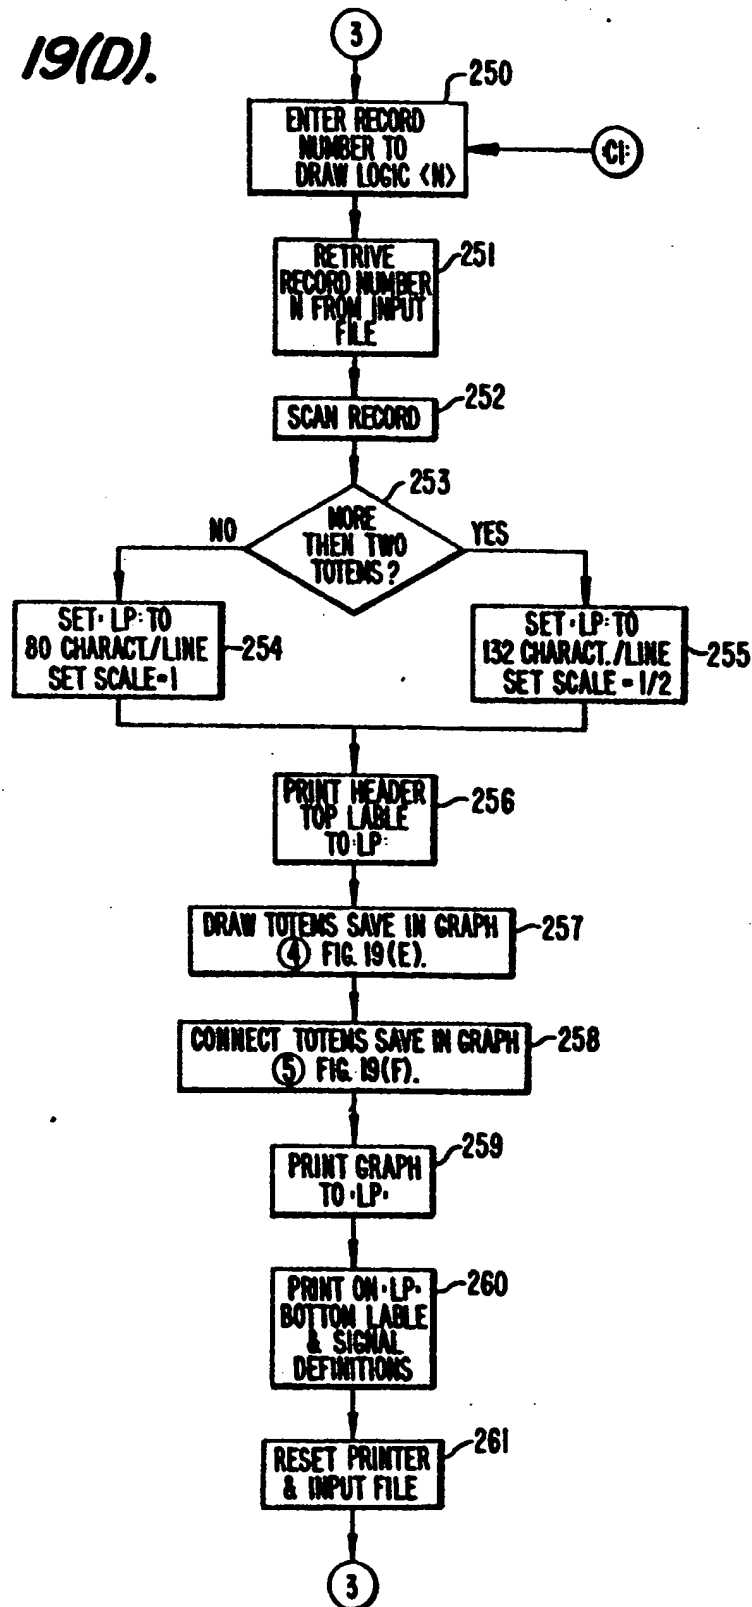 19(D).
3
250
ENTER RECORD
NUMBER TO
DRAW LOGIC <N>
:CI:
RETRIVE
RECORD NUMBER
N FROM INPUT
FILE
251
SCAN RECORD
252
253
MORE
THEN TWO
TOTEMS?
NO
YES
SET :LP: TO
80 CHARACT./LINE
SET SCALE=1
254
SET :LP: TO
132 CHARACT./LINE
SET SCALE = 1/2
255
PRINT HEADER
TOP LABLE
TO :LP:
256
DRAW TOTEMS SAVE IN GRAPH
4 FIG. 19(E).
257
CONNECT TOTEMS SAVE IN GRAPH
5 FIG. 19(F).
258
PRINT GRAPH
TO :LP:
259
PRINT ON :LP:
BOTTOM LABLE
& SIGNAL
DEFINITIONS
260
RESET PRINTER
& INPUT FILE
261
3